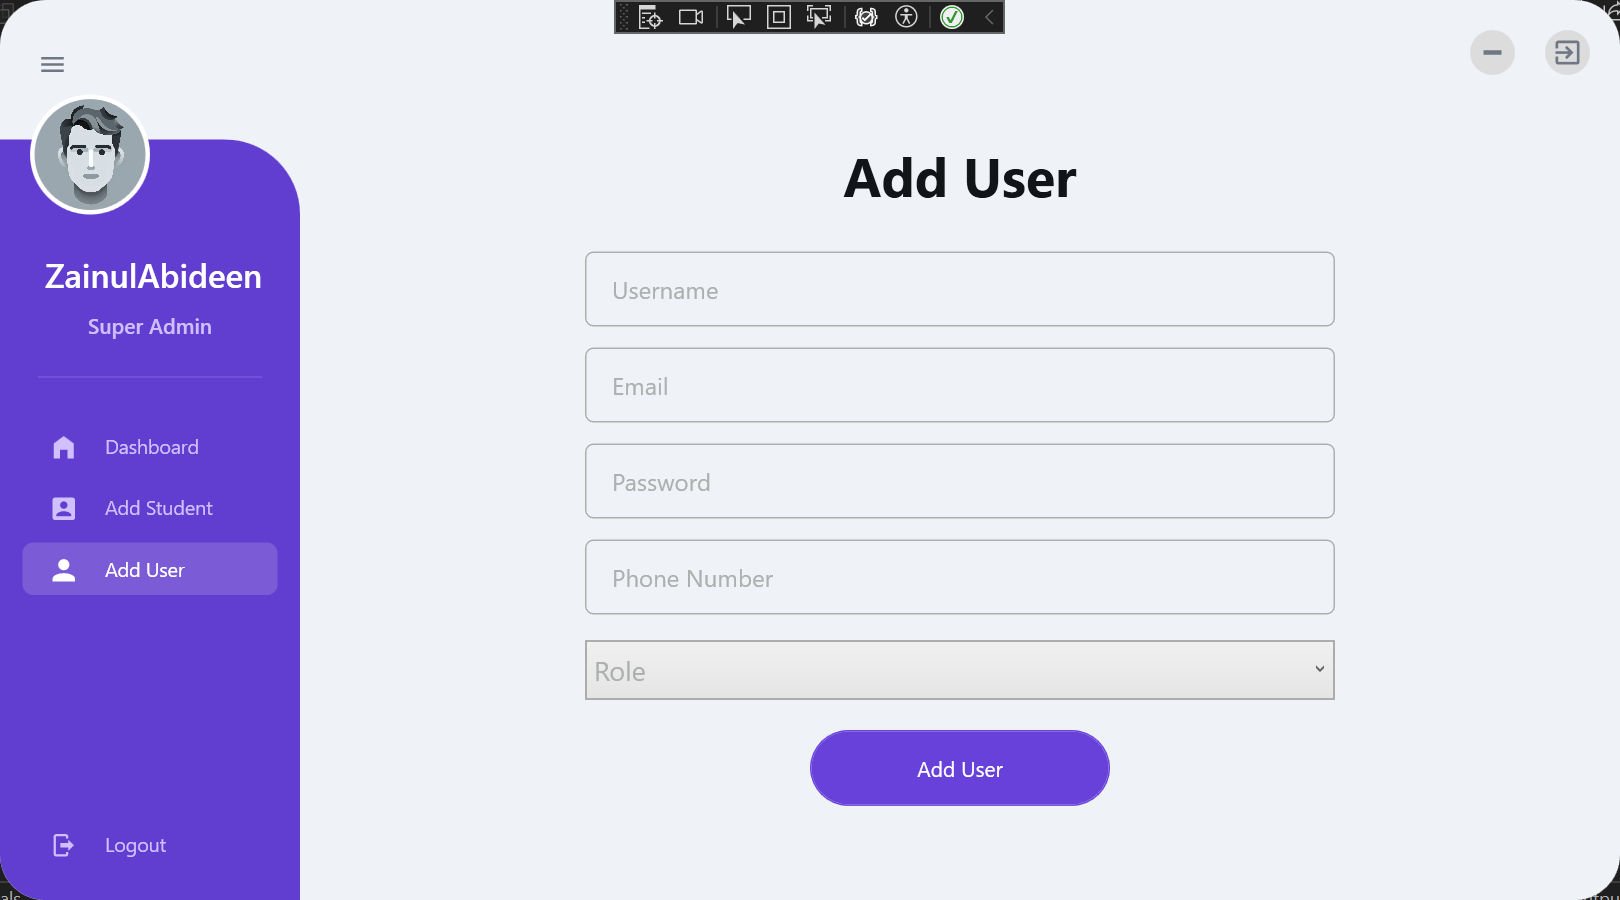 Add User
Username
Email
Password
Phone Number
Role
Add User
ZainulAbideen
Super Admin
Dashboard
Add Student
Add User
Logout
als